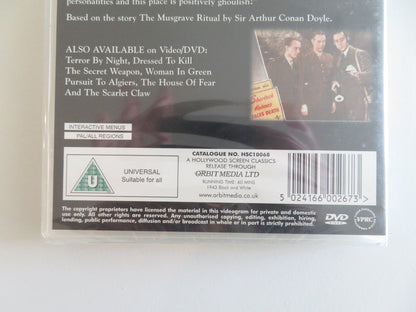 personalities and this place is positively ghoulish!
Based on the story The Musgrave Ritual by Sir Arthur Conan Doyle.
ALSO AVAILABLE on Video/DVD:
Terror By Night, Dressed To Kill
The Secret Weapon, Woman In Green
Pursuit To Algiers, The House Of Fear
And The Scarlet Claw
Sherlock
Holmes
FACES DEATH
INTERACTIVE MENUS
PAL/ALL REGIONS
U
UNIVERSAL
Suitable for all
CATALOGUE NO. HSC10068
A HOLLYWOOD SCREEN CLASSICS
RELEASE THROUGH
ORBIT MEDIA LTD
RUNNING TIME: 60 MINS
1943 Black and White
www.orbitmedia.co.uk
5 024166 002673 >
The copyright proprietors have licensed the material in this videogram for private and domestic
use only. All other rights are reserved. Any unauthorised copying, editing, exhibition, hiring,
lending, public performance, diffusion and/or broadcast in whole or in part is strictly prohibited.
DVD
VPRC